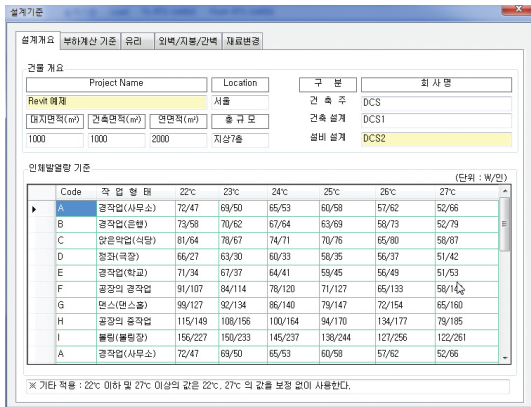 설계기준
설계개요 부하계산 기준 유리 외벽/지붕/간벽 재료변경
건물 개요
Project Name Location 구 분 회 사 명
Revit 예제 서울 건 축 주 DCS
대지면적(m²) 건축면적(m²) 연면적(m²) 총 규 모 건축 설계 DCS1
1000 1000 2000 지상7층 설비 설계 DCS2
인체발열량 기준
(단위 : W/인)
Code 작 업 형 태 22℃ 23℃ 24℃ 25℃ 26℃ 27℃
A 경작업(사무소) 72/47 69/50 65/53 60/58 57/62 52/66
B 경작업(은행) 73/58 70/62 67/64 63/69 58/73 52/79
C 앉은악업(식당) 81/64 78/67 74/71 70/76 65/80 58/87
D 정좌(극장) 66/27 63/30 60/33 58/35 56/37 51/42
E 경작업(학교) 71/34 67/37 64/41 59/45 56/49 51/53
F 공장의 경작업 91/107 84/114 78/120 71/127 65/133
G 댄스(댄스홀) 99/127 92/134 86/140 79/147 72/154 65/160
H 공장의 중작업 115/149 108/156 100/164 94/170 134/177 79/185
I 볼링(볼링장) 156/227 150/233 145/237 138/244 127/256 122/261
A 경작업(사무소) 72/47 69/50 65/53 60/58 57/62 52/66
※ 기타 적용 : 22℃ 이하 및 27℃ 이상의 값은 22℃, 27℃ 의 값을 보정 없이 사용한다.